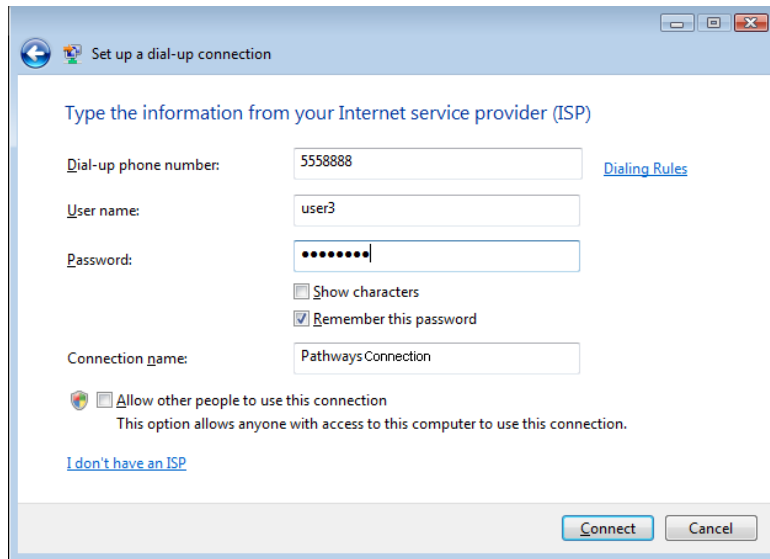 Set up a dial-up connection
Type the information from your Internet service provider (ISP)
Dial-up phone number: 5558888 Dialing Rules
User name: user3
Password: ●●●●●●●●
Show characters
Remember this password
Connection name: Pathways Connection
Allow other people to use this connection
This option allows anyone with access to this computer to use this connection.
I don't have an ISP
Connect Cancel